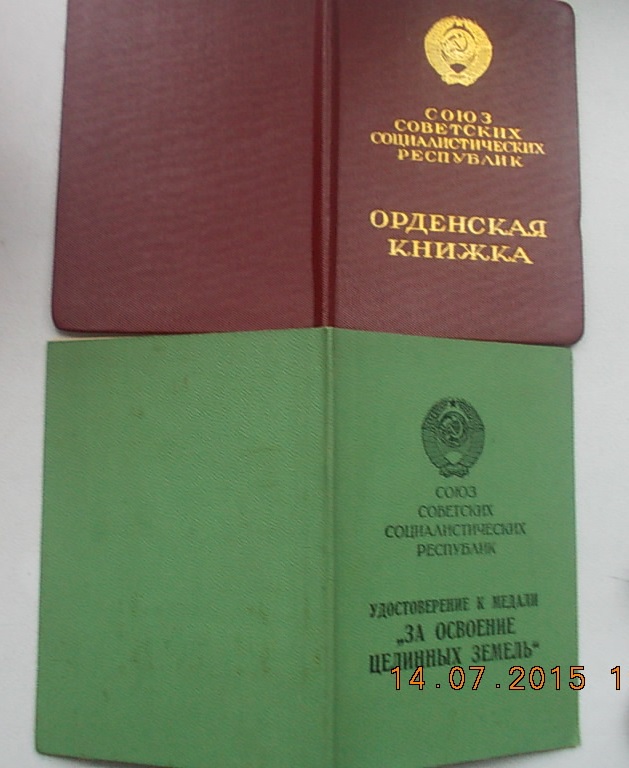 СОЮЗ
СОВЕТСКИХ
СОЦИАЛИСТИЧЕСКИХ
РЕСПУБЛИК
ОРДЕНСКАЯ
КНИЖКА
СОЮЗ
СОВЕТСКИХ
СОЦИАЛИСТИЧЕСКИХ
РЕСПУБЛИК
УДОСТОВЕРЕНИЕ К МЕДАЛИ
„ЗА ОСВОЕНИЕ
ЦЕЛИННЫХ ЗЕМЕЛЬ“
14.07.2015 1